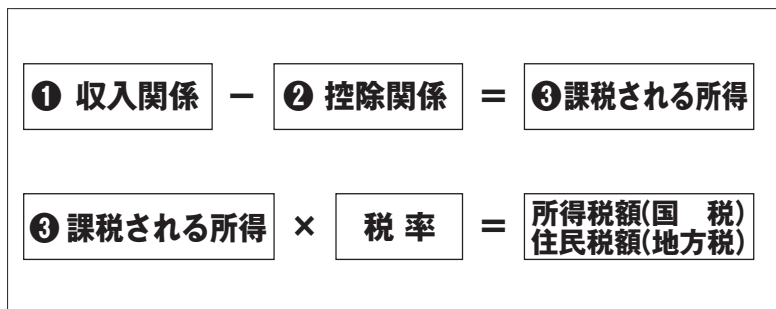 ❶ 収入関係 － ❷ 控除関係 ＝ ❸課税される所得
❸課税される所得 × 税 率 ＝ 所得税額(国　税)
住民税額(地方税)